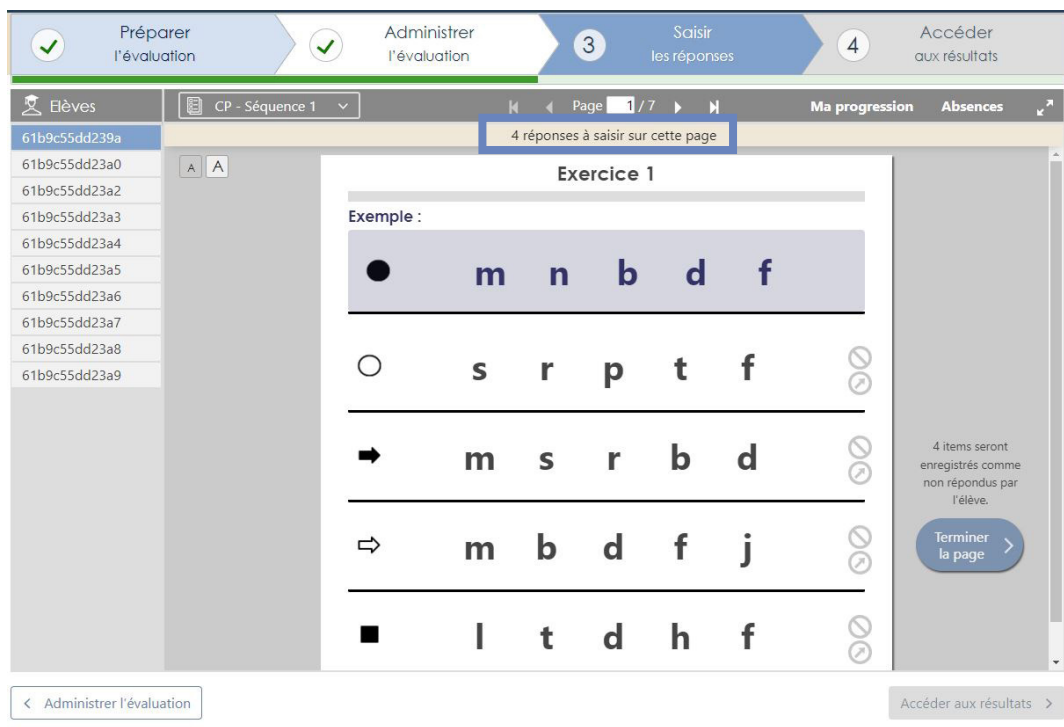 Préparer
l'évaluation
Administrer
l'évaluation
3
Saisir
les réponses
4
Accéder
aux résultats
Elèves
CP - Séquence 1
Page 1 / 7
Ma progression
Absences
4 réponses à saisir sur cette page
61b9c55dd239a
61b9c55dd23a0
61b9c55dd23a2
61b9c55dd23a3
61b9c55dd23a4
61b9c55dd23a5
61b9c55dd23a6
61b9c55dd23a7
61b9c55dd23a8
61b9c55dd23a9
A A
Exercice 1
Exemple :
m n b d f
s r p t f
m s r b d
m b d f j
l t d h f
4 items seront
enregistrés comme
non répondus par
l'élève.
Terminer
la page
Administrer l'évaluation
Accéder aux résultats